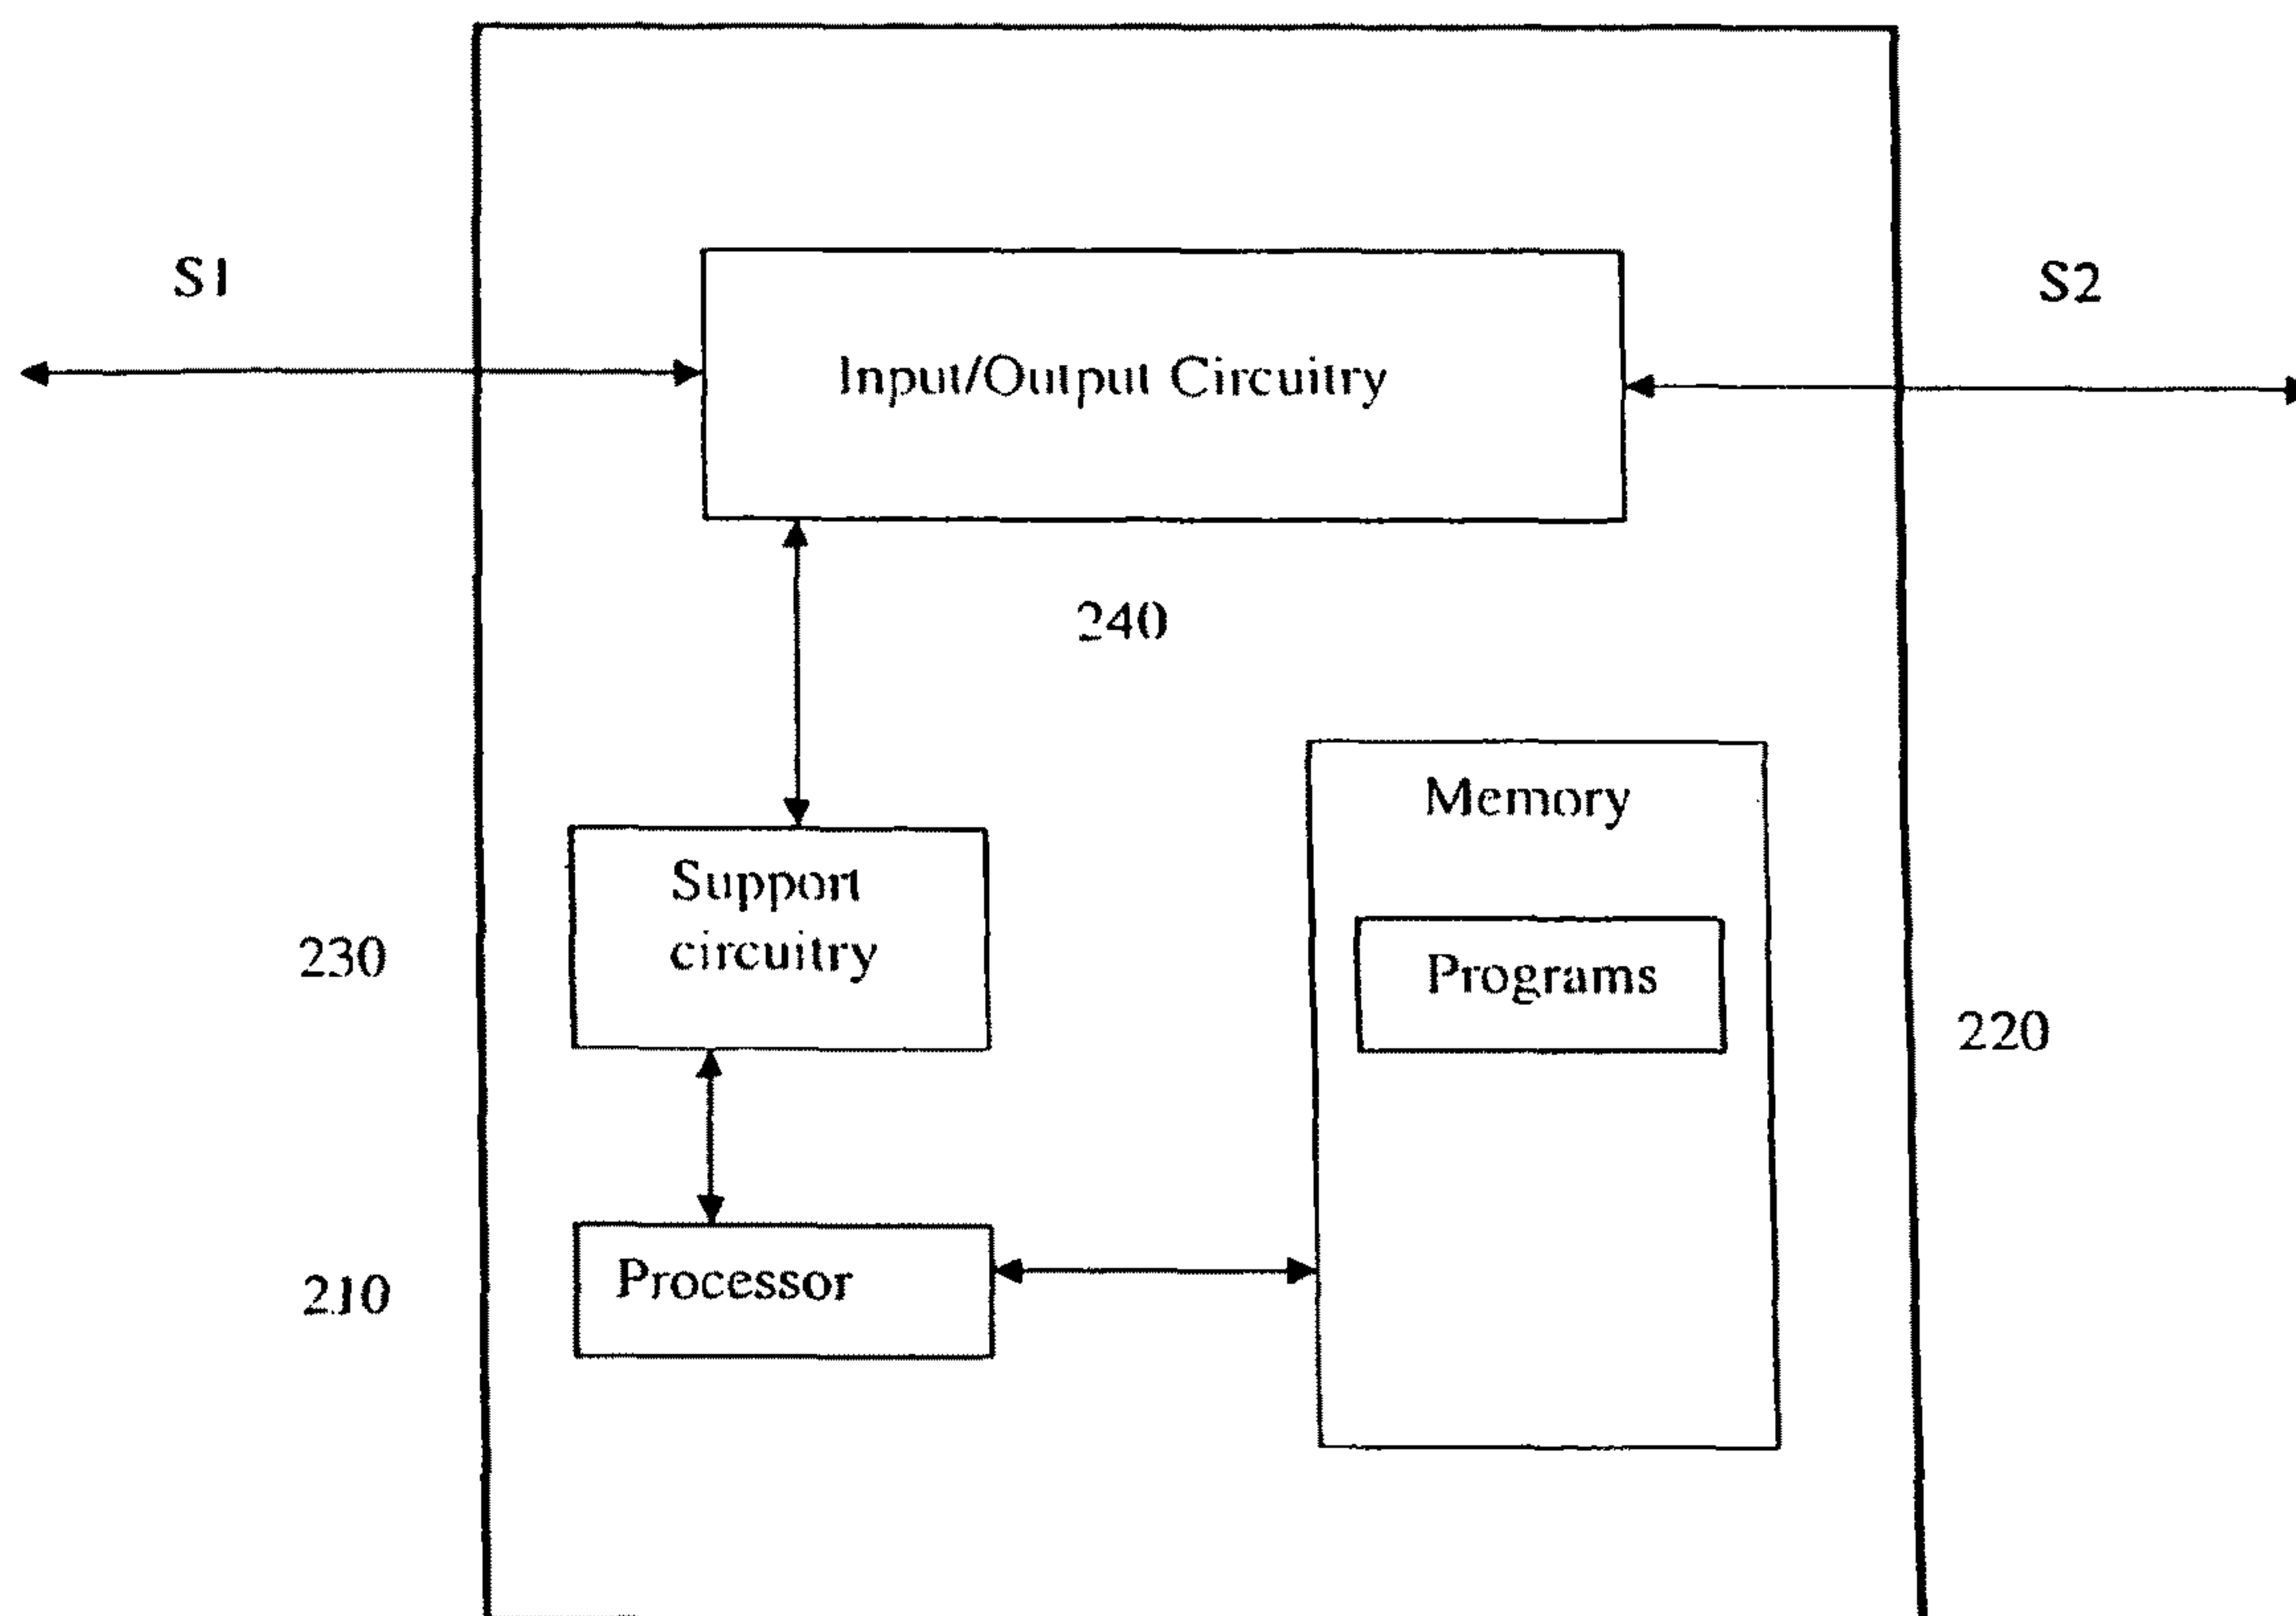 S1
S2
Input/Output Circuitry
240
Memory
Support
circuitry
230
Programs
220
210
Processor